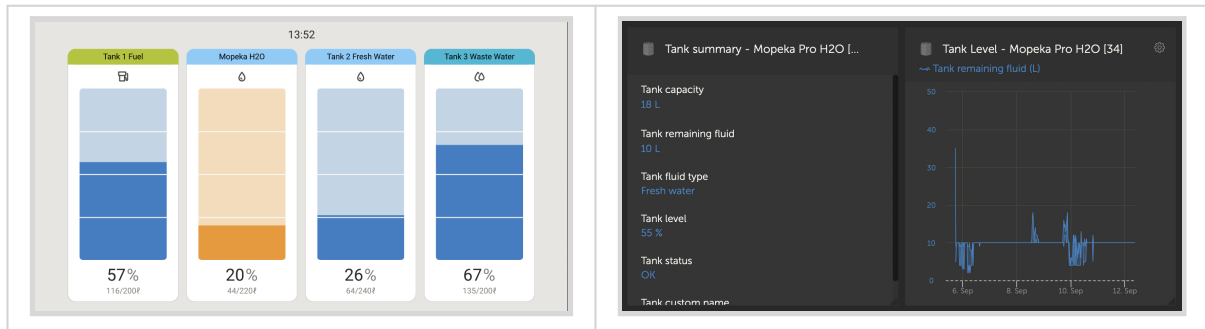 13:52
Tank 1 Fuel
Mopeka H2O
Tank 2 Fresh Water
Tank 3 Waste Water
57%
20%
26%
67%
116/200ℓ
44/220ℓ
64/240ℓ
135/200ℓ
Tank summary - Mopeka Pro H2O [...
Tank capacity
18 L
Tank remaining fluid
10 L
Tank fluid type
Fresh water
Tank level
55 %
Tank status
OK
Tank custom name
Tank Level - Mopeka Pro H2O [34]
Tank remaining fluid (L)
50
40
30
20
10
0
6. Sep
8. Sep
10. Sep
12. Sep